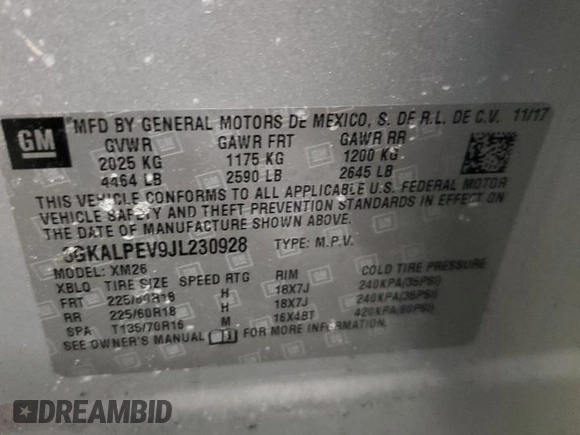 GM
MFD BY GENERAL MOTORS DE MEXICO, S. DE R.L. DE C.V. 11/17
GVWR GAWR FRT GAWR RR
2025 KG 1175 KG 1200 KG
4464 LB 2590 LB 2645 LB
THIS VEHICLE CONFORMS TO ALL APPLICABLE U.S. FEDERAL MOTOR
VEHICLE SAFETY AND THEFT PREVENTION STANDARDS IN EFFECT ON
THE DATE OF MANUFACTURE SHOWN ABOVE.
3GKALPEV9JL230928 TYPE: M.P.V.
MODEL: XM26
XBLQ TIRE SIZE SPEED RTG RIM COLD TIRE PRESSURE
FRT 225/60R18 H 18X7J 240KPA(35PSI)
RR 225/60R18 H 18X7J 240KPA(35PSI)
SPA T135/70R16 M 16X4BT 420KPA(60PSI)
SEE OWNER'S MANUAL FOR MORE INFORMATION.
DREAMBID